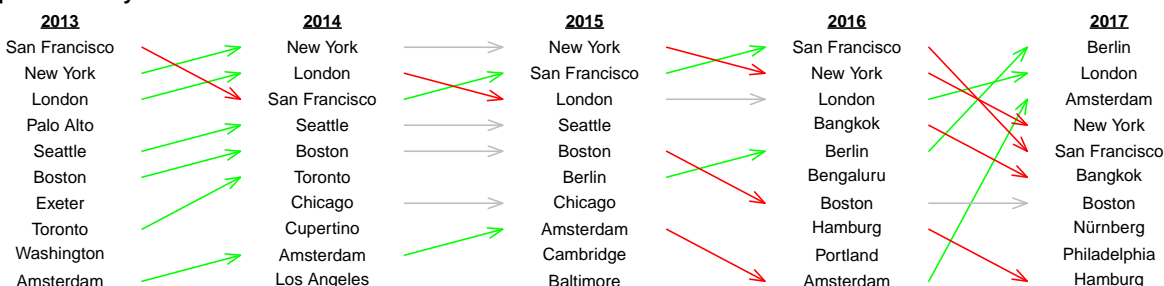 2013 2014 2015 2016 2017
San Francisco New York New York San Francisco Berlin
New York London San Francisco New York London
London San Francisco London London Amsterdam
Palo Alto Seattle Seattle Bangkok New York
Seattle Boston Boston Berlin San Francisco
Boston Toronto Berlin Bengaluru Bangkok
Exeter Chicago Chicago Boston Boston
Toronto Cupertino Amsterdam Hamburg Nürnberg
Washington Amsterdam Cambridge Portland Philadelphia
Amsterdam Los Angeles Baltimore Amsterdam Hamburg